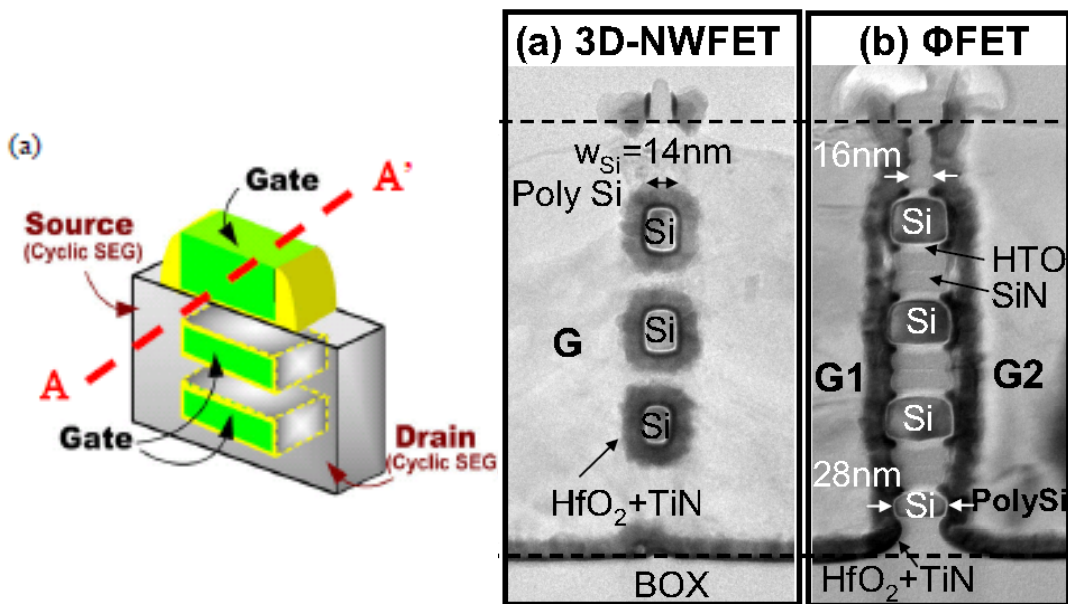 (a)
A'
Gate
Source
(Cyclic SEG)
A
Gate
Drain
(Cyclic SEG
(a) 3D-NWFET
w_Si=14nm
Poly Si
Si
Si
G
Si
HfO2+TiN
BOX
(b) ΦFET
16nm
Si
HTO
SiN
Si
G1
G2
Si
28nm
Si
PolySi
HfO2+TiN